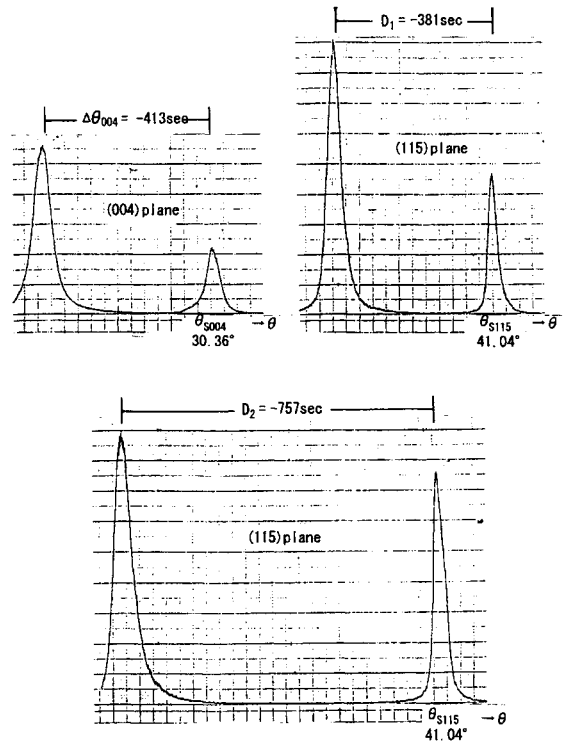 Δθ004 = -413sec
(004)plane
θS004 → θ
30.36°
D1 = -381sec
(115)plane
θS115 → θ
41.04°
D2 = -757sec
(115)plane
θS115 → θ
41.04°